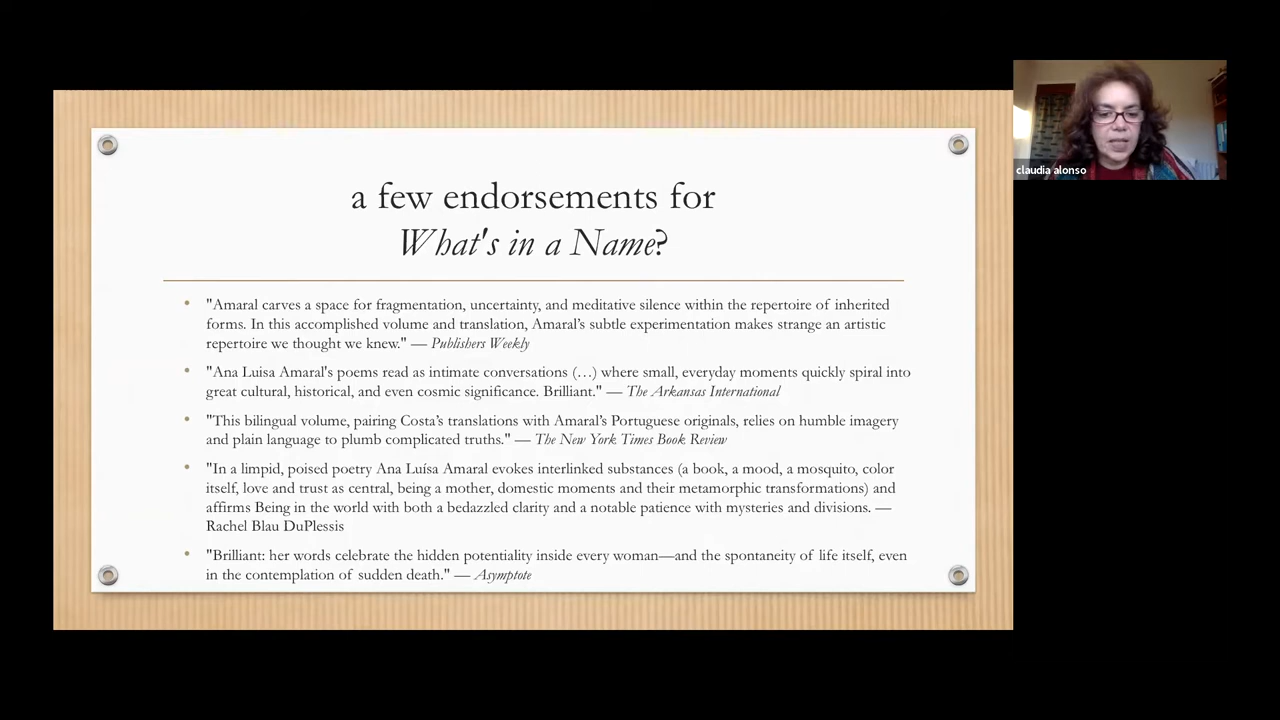 a few endorsements for
What's in a Name?
• "Amaral carves a space for fragmentation, uncertainty, and meditative silence within the repertoire of inherited
forms. In this accomplished volume and translation, Amaral’s subtle experimentation makes strange an artistic
repertoire we thought we knew." — Publishers Weekly
• "Ana Luisa Amaral's poems read as intimate conversations (…) where small, everyday moments quickly spiral into
great cultural, historical, and even cosmic significance. Brilliant." — The Arkansas International
• "This bilingual volume, pairing Costa’s translations with Amaral’s Portuguese originals, relies on humble imagery
and plain language to plumb complicated truths." — The New York Times Book Review
• "In a limpid, poised poetry Ana Luísa Amaral evokes interlinked substances (a book, a mood, a mosquito, color
itself, love and trust as central, being a mother, domestic moments and their metamorphic transformations) and
affirms Being in the world with both a bedazzled clarity and a notable patience with mysteries and divisions. —
Rachel Blau DuPlessis
• "Brilliant: her words celebrate the hidden potentiality inside every woman—and the spontaneity of life itself, even
in the contemplation of sudden death." — Asymptote
claudia alonso